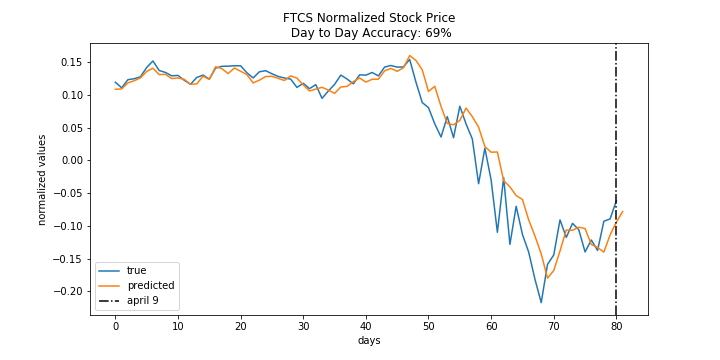 FTCS Normalized Stock Price
Day to Day Accuracy: 69%
normalized values
0.15
0.10
0.05
0.00
−0.05
−0.10
−0.15
−0.20
true
predicted
april 9
0 10 20 30 40 50 60 70 80
days